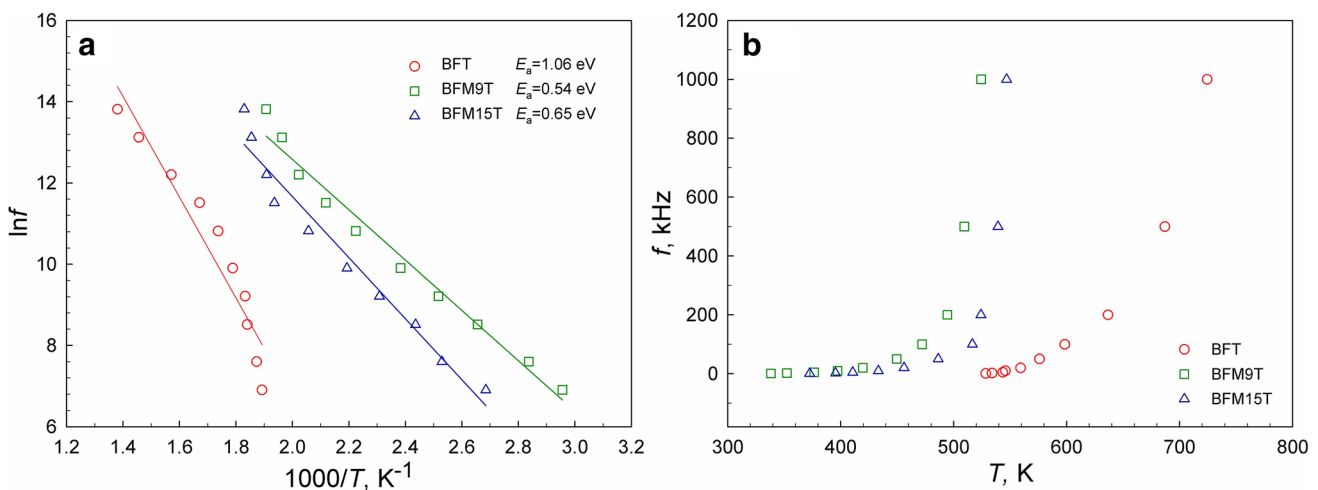 a
16
14
12
10
8
6
lnf
1.2 1.4 1.6 1.8 2.0 2.2 2.4 2.6 2.8 3.0 3.2
1000/T, K-1
BFT Ea=1.06 eV
BFM9T Ea=0.54 eV
BFM15T Ea=0.65 eV
b
1200
1000
800
600
400
200
0
f, kHz
300 400 500 600 700 800
T, K
BFT
BFM9T
BFM15T